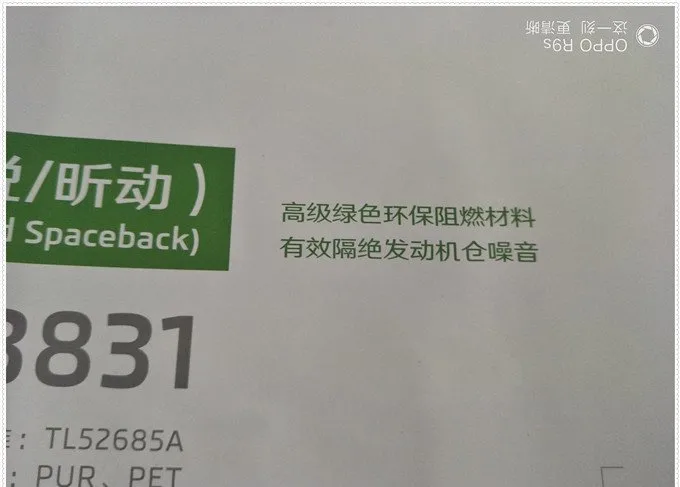 这一刻 更清晰
OPPO R9s
悦/昕动)
d Spaceback)
高级绿色环保阻燃材料
有效隔绝发动机仓噪音
3831
: TL52685A
: PUR、PET